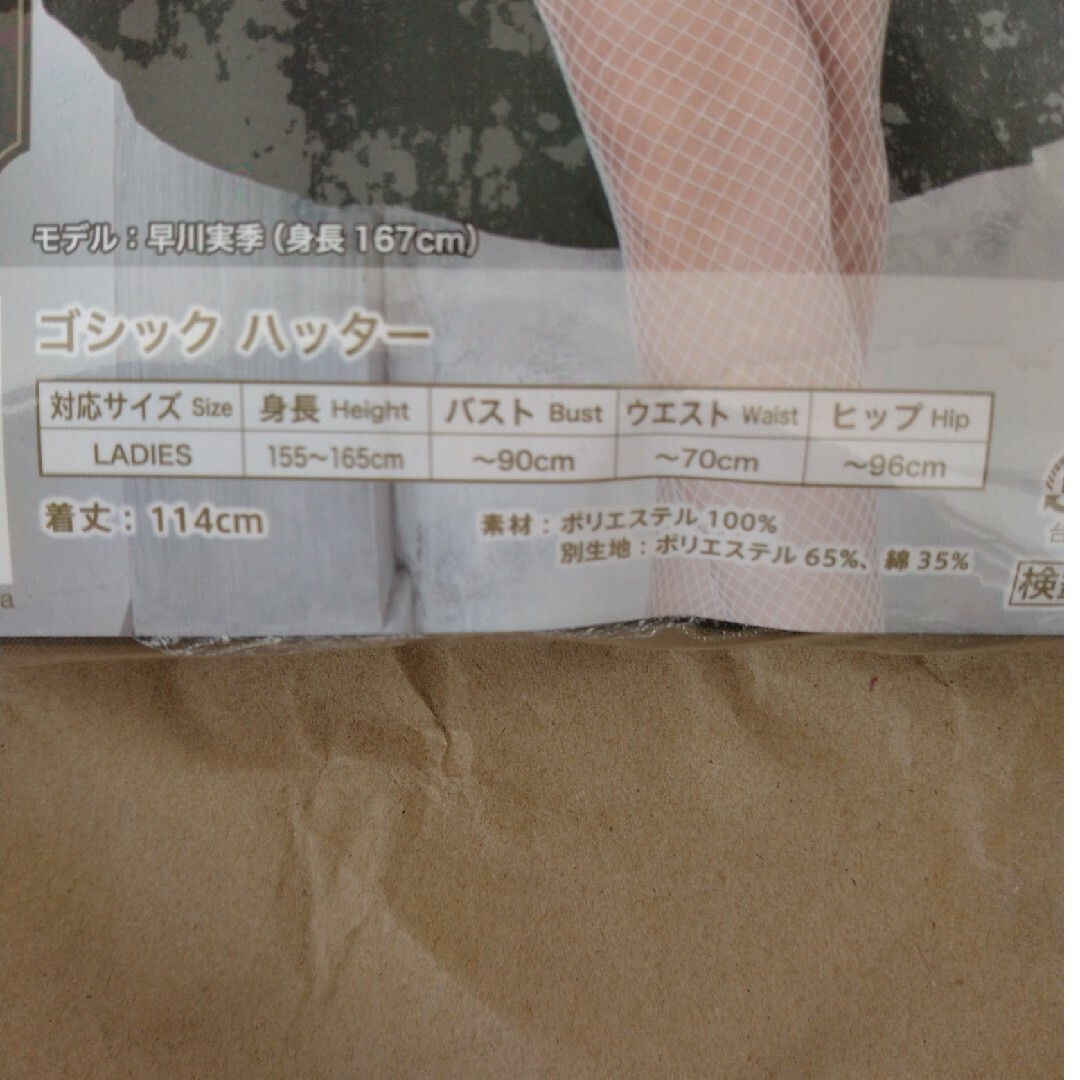 モデル：早川実季（身長 167cm）
ゴシック ハッター
対応サイズ Size 身長 Height バスト Bust ウエスト Waist ヒップ Hip
LADIES 155〜165cm 〜90cm 〜70cm 〜96cm
着丈：114cm
素材：ポリエステル 100%
別生地：ポリエステル 65%、綿 35%
台
検
a